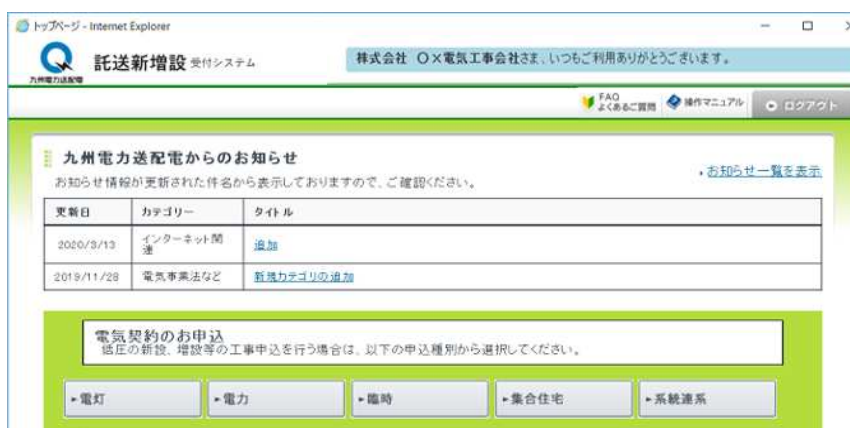 トップページ - Internet Explorer
九州電力送配電
託送新増設 受付システム
株式会社 ○×電気工事会社さま、いつもご利用ありがとうございます。
FAQ
よくあるご質問
操作マニュアル
ログアウト
九州電力送配電からのお知らせ
お知らせ情報が更新された件名から表示しておりますので、ご確認ください。
お知らせ一覧を表示
更新日 カテゴリー タイトル
2020/3/13 インターネット関連 追加
2019/11/28 電気事業法など 新規カテゴリの追加
電気契約のお申込
低圧の新設、増設等の工事申込を行う場合は、以下の申込種別から選択してください。
電灯 電力 臨時 集合住宅 系統連系